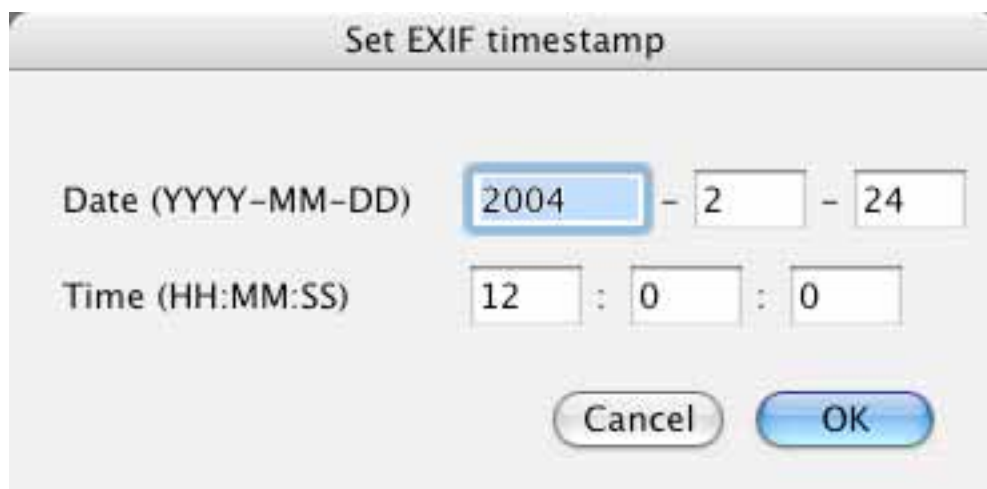 Set EXIF timestamp
Date (YYYY-MM-DD) 2004 - 2 - 24
Time (HH:MM:SS) 12 : 0 : 0
Cancel OK